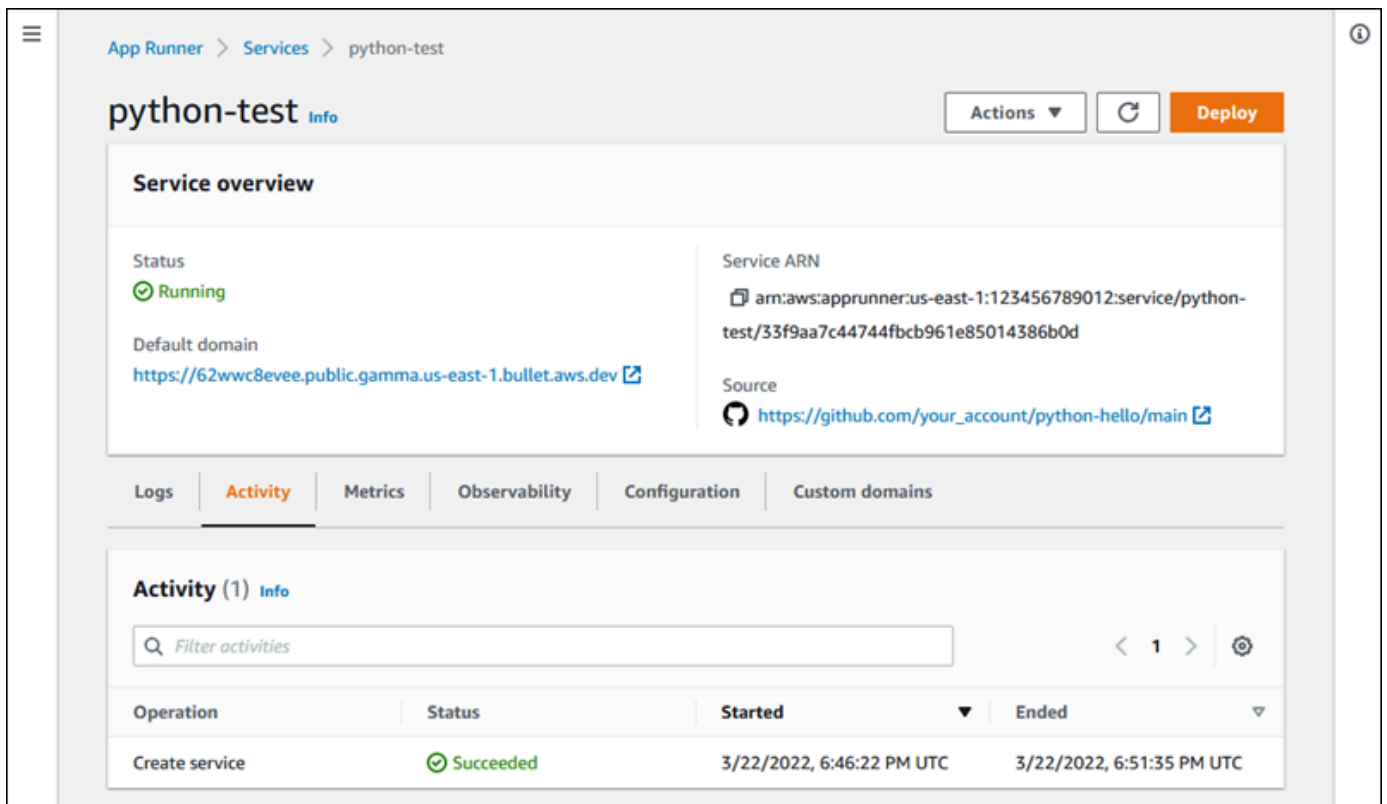 App Runner > Services > python-test
python-test Info
Actions ▼ Deploy
Service overview
Status
Running
Default domain
https://62wwc8evee.public.gamma.us-east-1.bullet.aws.dev
Service ARN
arn:aws:apprunner:us-east-1:123456789012:service/python-
test/33f9aa7c44744fbcb961e85014386b0d
Source
https://github.com/your_account/python-hello/main
Logs Activity Metrics Observability Configuration Custom domains
Activity (1) Info
Filter activities
< 1 >
Operation Status Started Ended
Create service Succeeded 3/22/2022, 6:46:22 PM UTC 3/22/2022, 6:51:35 PM UTC